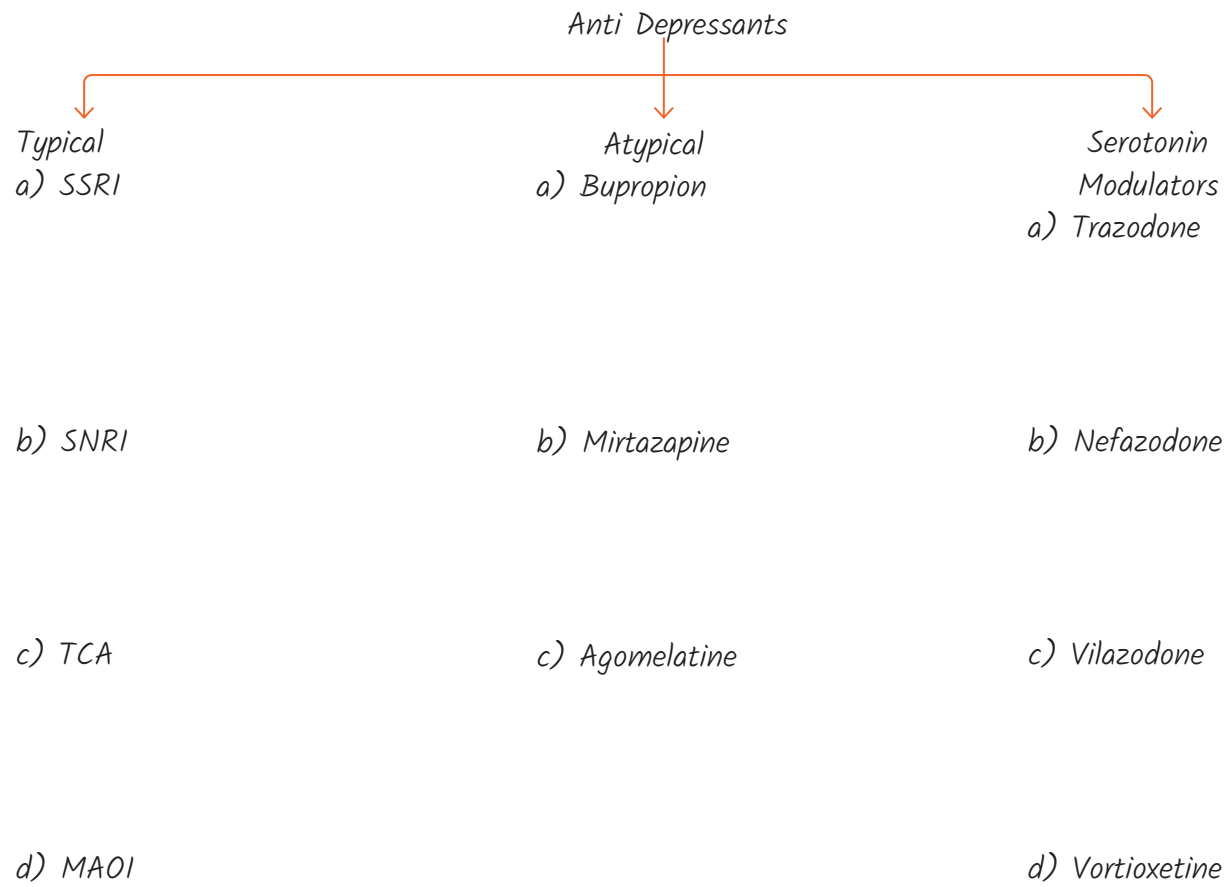 Anti Depressants
Typical
a) SSRI
b) SNRI
c) TCA
d) MAOI
Atypical
a) Bupropion
b) Mirtazapine
c) Agomelatine
Serotonin
Modulators
a) Trazodone
b) Nefazodone
c) Vilazodone
d) Vortioxetine